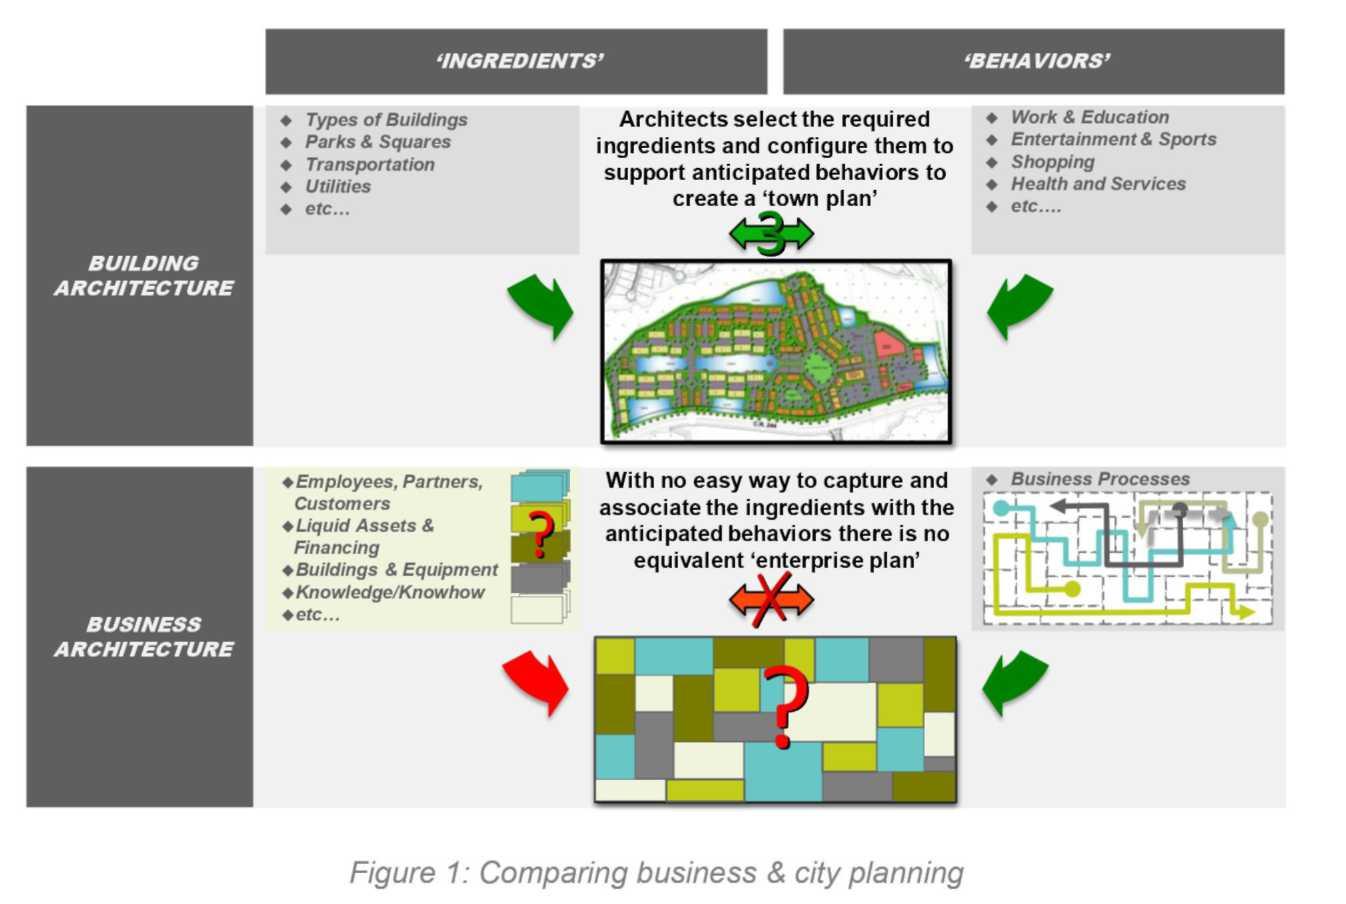 ‘INGREDIENTS’
‘BEHAVIORS’
BUILDING
ARCHITECTURE
◆ Types of Buildings
◆ Parks & Squares
◆ Transportation
◆ Utilities
◆ etc…
Architects select the required
ingredients and configure them to
support anticipated behaviors to
create a ‘town plan’
3
◆ Work & Education
◆ Entertainment & Sports
◆ Shopping
◆ Health and Services
◆ etc….
BUSINESS
ARCHITECTURE
◆Employees, Partners,
Customers
◆Liquid Assets &
Financing
◆Buildings & Equipment
◆Knowledge/Knowhow
◆etc…
?
With no easy way to capture and
associate the ingredients with the
anticipated behaviors there is no
equivalent ‘enterprise plan’
X
?
◆ Business Processes
Figure 1: Comparing business & city planning